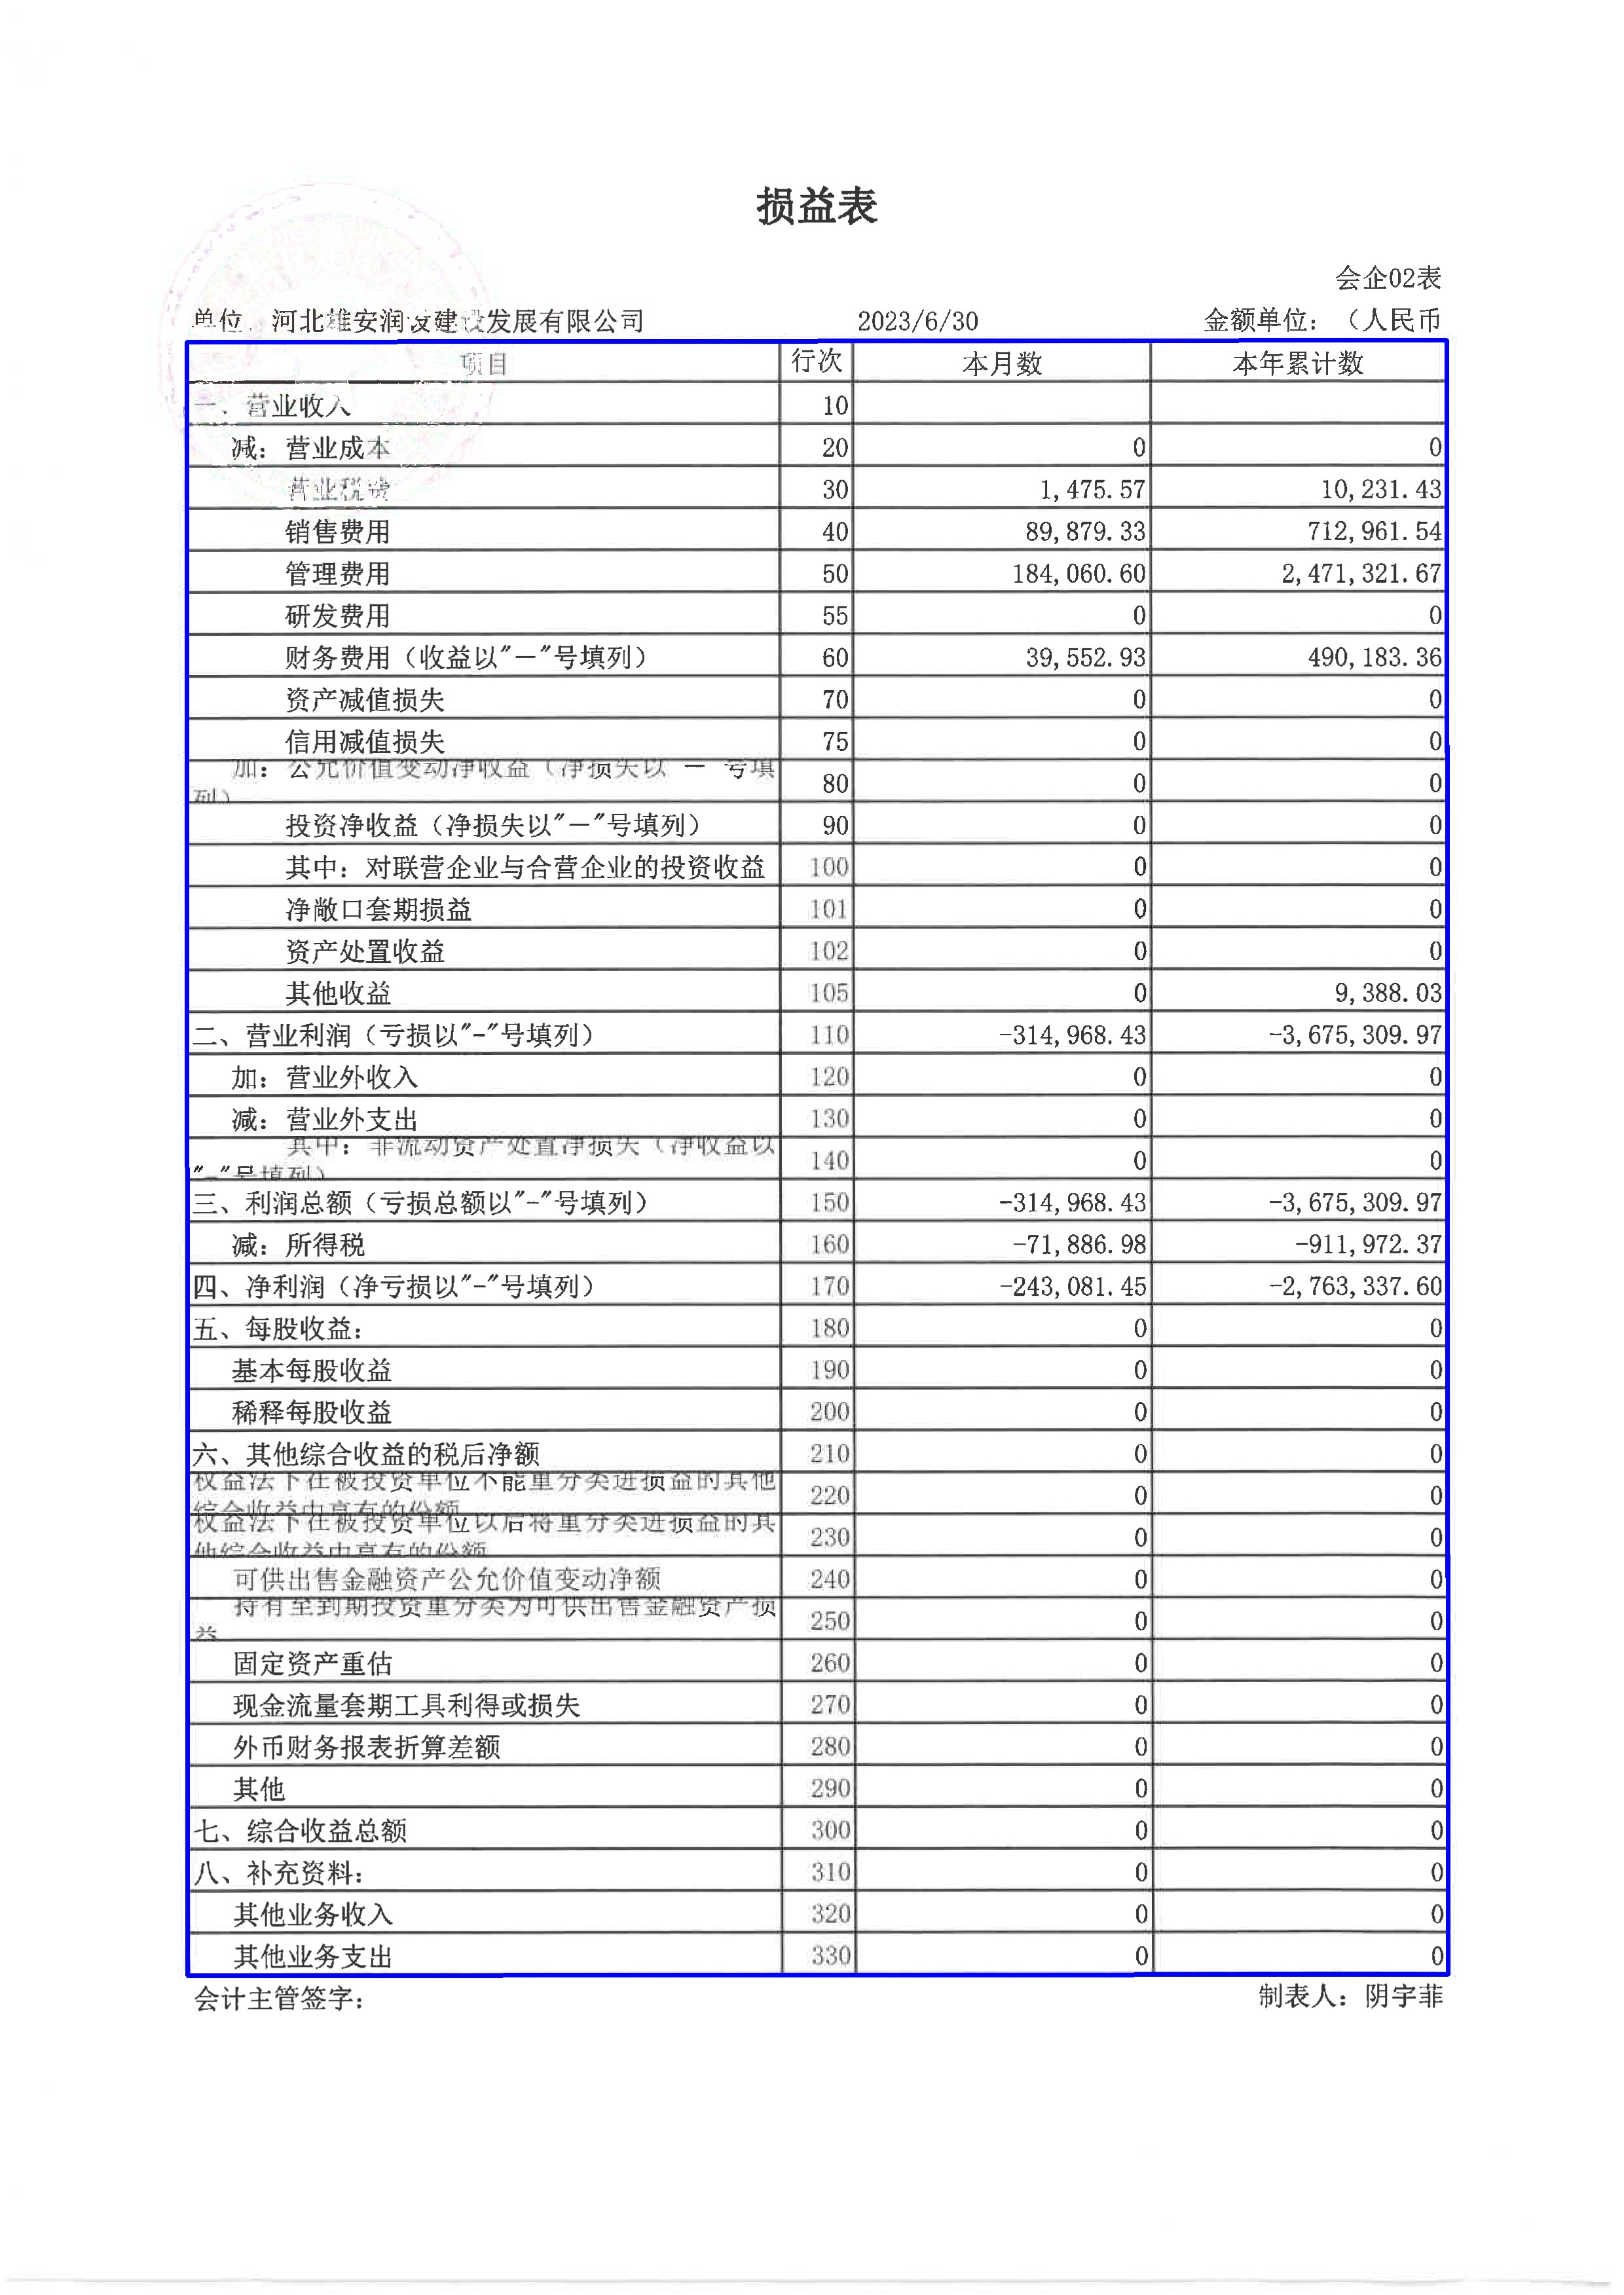 损益表
会企02表
单位 河北雄安润 建设发展有限公司 2023/6/30 金额单位：（人民币
项目 行次 本月数 本年累计数
一、营业收入 10
减：营业成本 20 0 0
营业税费 30 1,475.57 10,231.43
销售费用 40 89,879.33 712,961.54
管理费用 50 184,060.60 2,471,321.67
研发费用 55 0 0
财务费用（收益以"－"号填列） 60 39,552.93 490,183.36
资产减值损失 70 0 0
信用减值损失 75 0 0
加：公允价值变动净收益（净损失以 － 号填
列） 80 0 0
投资净收益（净损失以"－"号填列） 90 0 0
其中：对联营企业与合营企业的投资收益 100 0 0
净敞口套期损益 101 0 0
资产处置收益 102 0 0
其他收益 105 0 9,388.03
二、营业利润（亏损以"-"号填列） 110 -314,968.43 -3,675,309.97
加：营业外收入 120 0 0
减：营业外支出 130 0 0
其中：非流动资产处置净损失（净收益以
"-"号填列） 140 0 0
三、利润总额（亏损总额以"-"号填列） 150 -314,968.43 -3,675,309.97
减：所得税 160 -71,886.98 -911,972.37
四、净利润（净亏损以"-"号填列） 170 -243,081.45 -2,763,337.60
五、每股收益： 180 0 0
基本每股收益 190 0 0
稀释每股收益 200 0 0
六、其他综合收益的税后净额 210 0 0
权益法下在被投资单位不能重分类进损益的其他
综合收益中享有的份额 220 0 0
权益法下在被投资单位以后将重分类进损益的其
他综合收益中享有的份额 230 0 0
可供出售金融资产公允价值变动净额 240 0 0
持有至到期投资重分类为可供出售金融资产损
益 250 0 0
固定资产重估 260 0 0
现金流量套期工具利得或损失 270 0 0
外币财务报表折算差额 280 0 0
其他 290 0 0
七、综合收益总额 300 0 0
八、补充资料： 310 0 0
其他业务收入 320 0 0
其他业务支出 330 0 0
会计主管签字： 制表人：阴宇菲